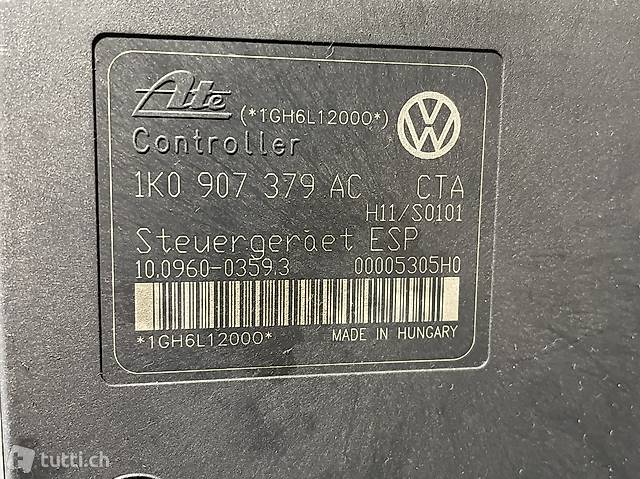 Ate (*1GH6L12000*)
Controller
1K0 907 379 AC CTA
H11/S0101
Steuergeräet ESP
10.0960-0359.3 00005305H0
*1GH6L12000* MADE IN HUNGARY
tutti.ch